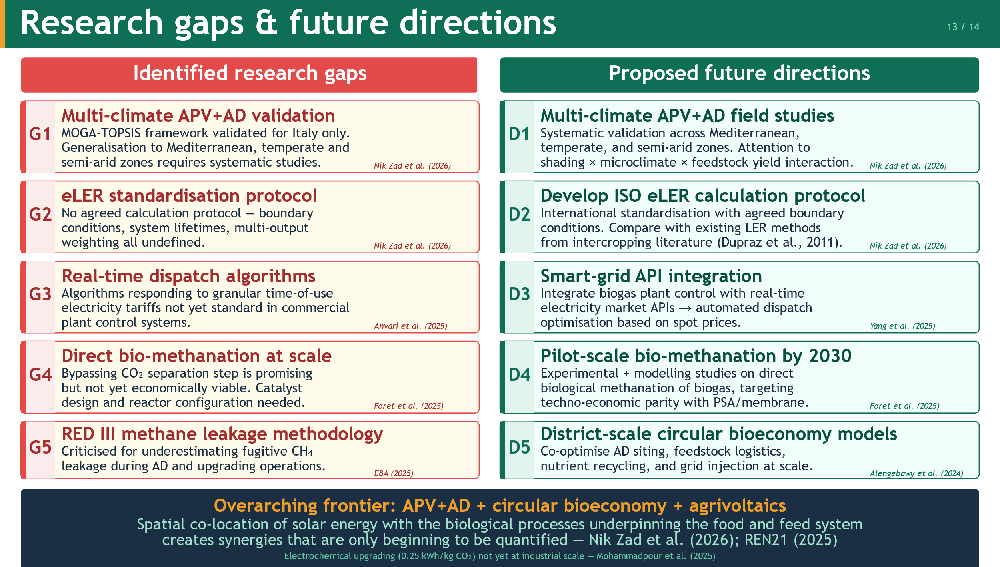 Research gaps & future directions
13 / 14
Identified research gaps
G1
Multi-climate APV+AD validation
MOGA-TOPSIS framework validated for Italy only.
Generalisation to Mediterranean, temperate and
semi-arid zones requires systematic studies.
Nik Zad et al. (2026)
G2
eLER standardisation protocol
No agreed calculation protocol — boundary
conditions, system lifetimes, multi-output
weighting all undefined.
Nik Zad et al. (2026)
G3
Real-time dispatch algorithms
Algorithms responding to granular time-of-use
electricity tariffs not yet standard in commercial
plant control systems.
Anvari et al. (2025)
G4
Direct bio-methanation at scale
Bypassing CO₂ separation step is promising
but not yet economically viable. Catalyst
design and reactor configuration needed.
Foret et al. (2025)
G5
RED III methane leakage methodology
Criticised for underestimating fugitive CH₄
leakage during AD and upgrading operations.
EBA (2025)
Proposed future directions
D1
Multi-climate APV+AD field studies
Systematic validation across Mediterranean,
temperate, and semi-arid zones. Attention to
shading × microclimate × feedstock yield interaction.
Nik Zad et al. (2026)
D2
Develop ISO eLER calculation protocol
International standardisation with agreed boundary
conditions. Compare with existing LER methods
from intercropping literature (Dupraz et al., 2011).
Nik Zad et al. (2026)
D3
Smart-grid API integration
Integrate biogas plant control with real-time
electricity market APIs → automated dispatch
optimisation based on spot prices.
Yang et al. (2025)
D4
Pilot-scale bio-methanation by 2030
Experimental + modelling studies on direct
biological methanation of biogas, targeting
techno-economic parity with PSA/membrane.
Foret et al. (2025)
D5
District-scale circular bioeconomy models
Co-optimise AD siting, feedstock logistics,
nutrient recycling, and grid injection at scale.
Alengebawy et al. (2024)
Overarching frontier: APV+AD + circular bioeconomy + agrivoltaics
Spatial co-location of solar energy with the biological processes underpinning the food and feed system
creates synergies that are only beginning to be quantified — Nik Zad et al. (2026); REN21 (2025)
Electrochemical upgrading (0.25 kWh/kg CO₂) not yet at industrial scale — Mohammadpour et al. (2025)